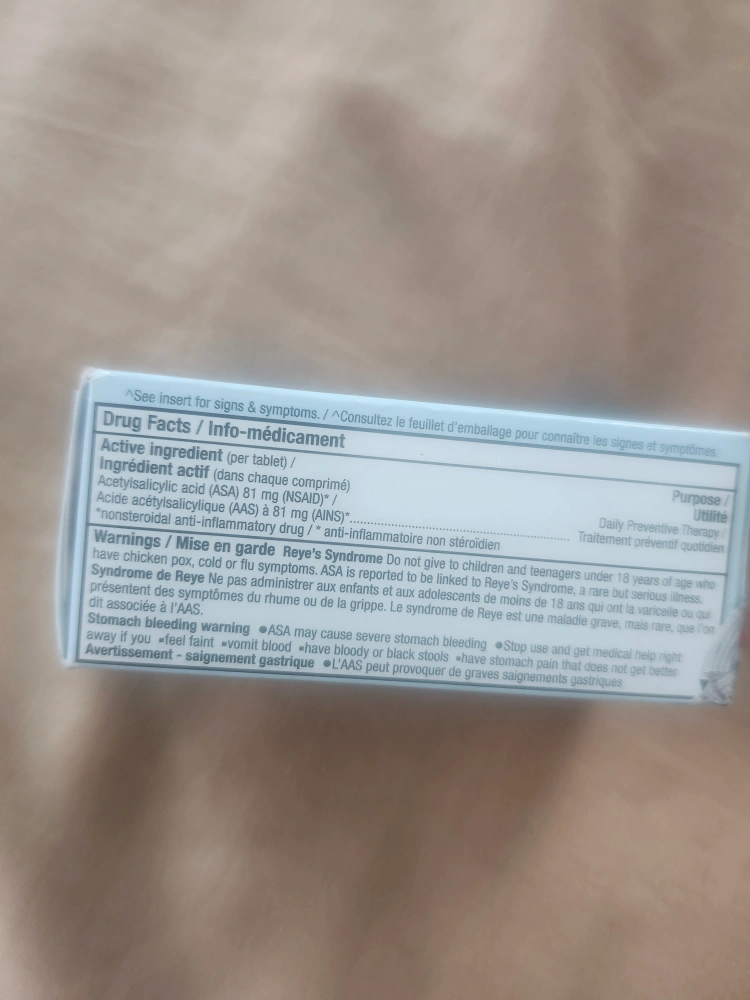 ^See insert for signs & symptoms. / ^Consultez le feuillet d'emballage pour connaître les signes et symptômes.
Drug Facts / Info-médicament
Active ingredient (per tablet) /
Ingrédient actif (dans chaque comprimé)
Purpose /
Utilité
Acetylsalicylic acid (ASA) 81 mg (NSAID)* /
Acide acétylsalicylique (AAS) à 81 mg (AINS)*
Daily Preventive Therapy /
Traitement préventif quotidien
*nonsteroidal anti-inflammatory drug / * anti-inflammatoire non stéroïdien
Warnings / Mise en garde Reye's Syndrome Do not give to children and teenagers under 18 years of age who
have chicken pox, cold or flu symptoms. ASA is reported to be linked to Reye's Syndrome, a rare but serious illness.
Syndrome de Reye Ne pas administrer aux enfants et aux adolescents de moins de 18 ans qui ont la varicelle ou qui
présentent des symptômes du rhume ou de la grippe. Le syndrome de Reye est une maladie grave, mais rare, que l'on
dit associée à l'AAS.
Stomach bleeding warning ●ASA may cause severe stomach bleeding ●Stop use and get medical help right
away if you ▪feel faint ▪vomit blood ▪have bloody or black stools ▪have stomach pain that does not get better
Avertissement - saignement gastrique ●L'AAS peut provoquer de graves saignements gastriques